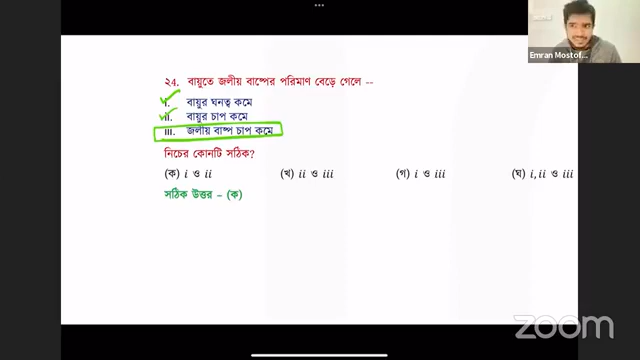 Emran Mostof...
২4. বায়ুতে জলীয় বাষ্পের পরিমাণ বেড়ে গেলে --
i. বায়ুর ঘনত্ব কমে
ii. বায়ুর চাপ কমে
iii. জলীয় বাষ্প চাপ কমে
নিচের কোনটি সঠিক?
(ক) i ও ii (খ) ii ও iii (গ) i ও iii (ঘ) i, ii ও iii
সঠিক উত্তর – (ক)
zoom